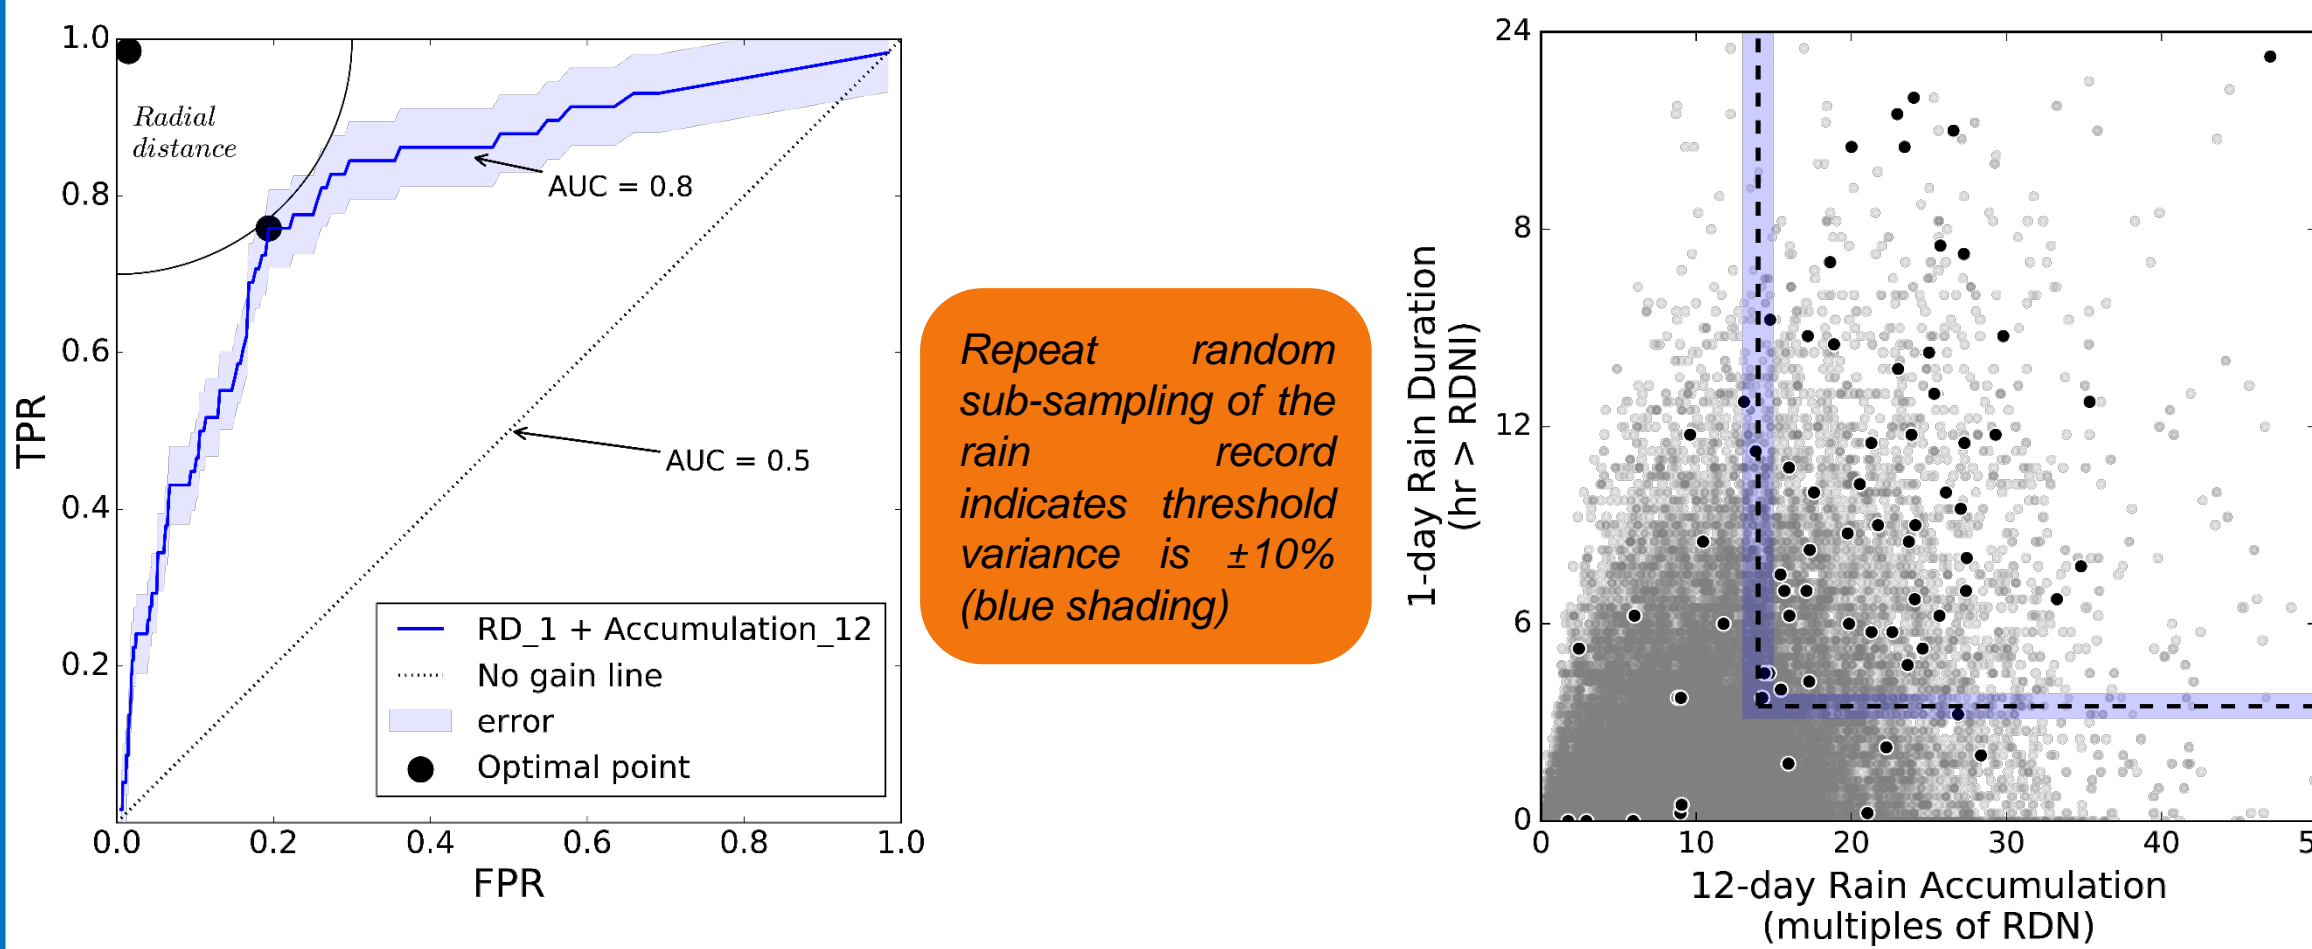 1.0
0.8
0.6
0.4
0.2
0.0 0.2 0.4 0.6 0.8 1.0
TPR
FPR
Radial
distance
AUC = 0.8
AUC = 0.5
RD_1 + Accumulation_12
No gain line
error
Optimal point
Repeat random
sub-sampling of the
rain record
indicates threshold
variance is ±10%
(blue shading)
24
8
12
6
0
0 10 20 30 40 5
1-day Rain Duration
(hr > RDNI)
12-day Rain Accumulation
(multiples of RDN)